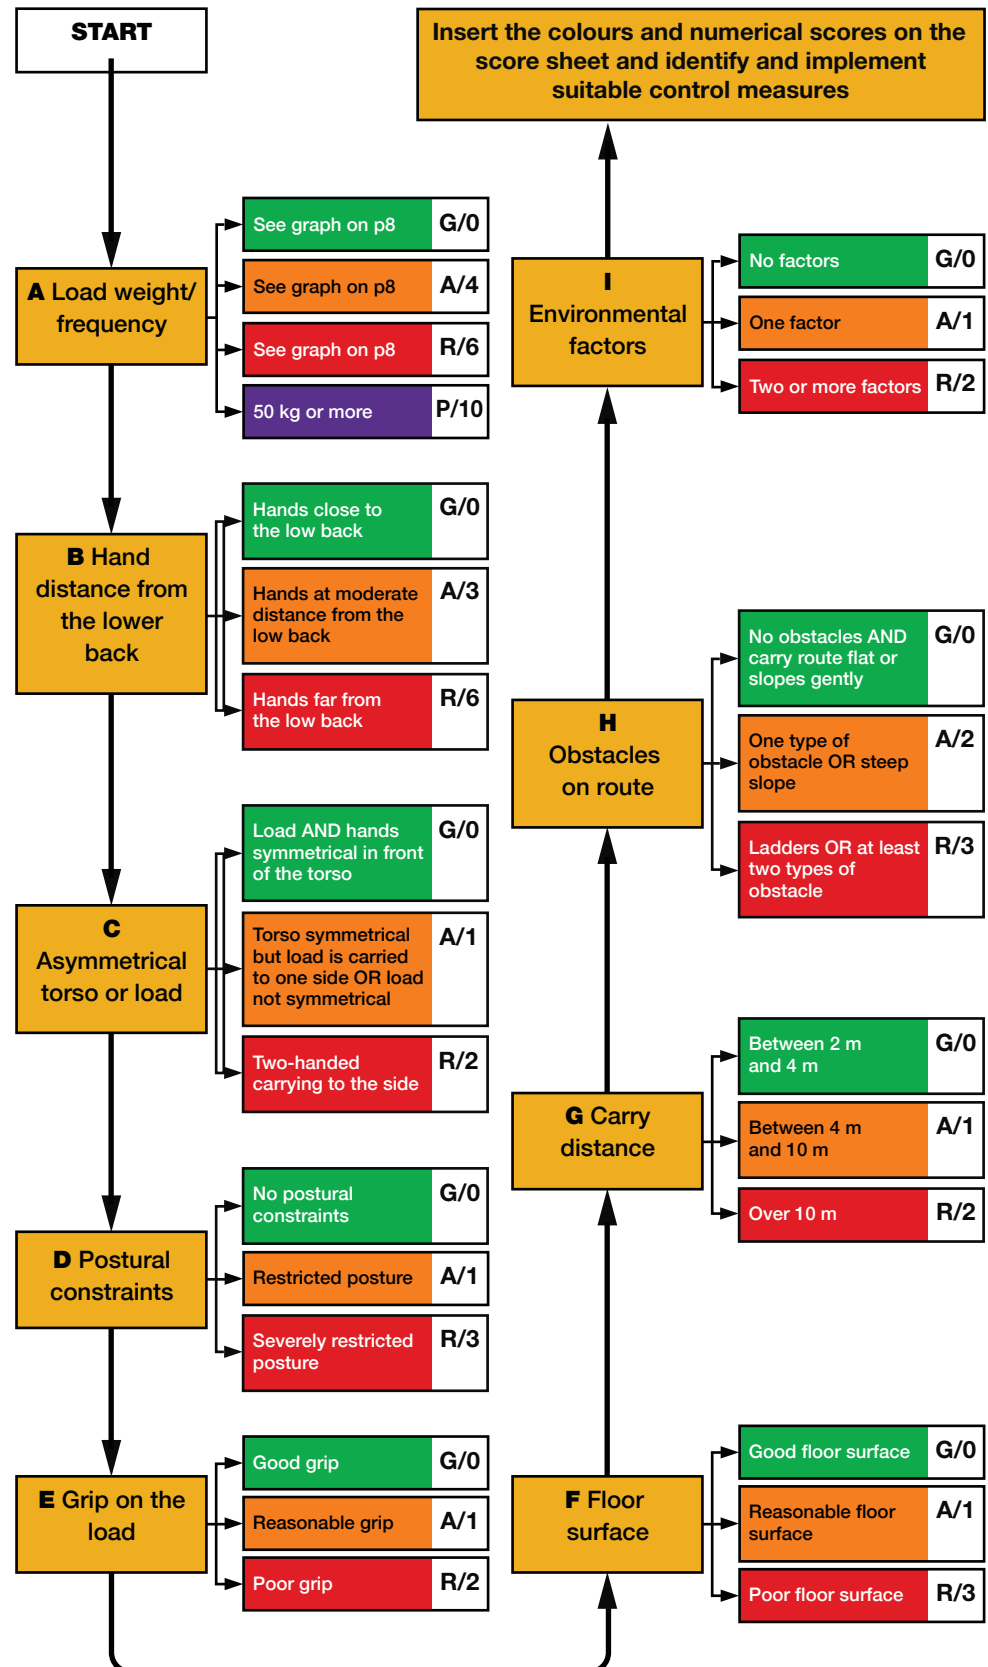 START
A Load weight/
frequency
See graph on p8 G/0
See graph on p8 A/4
See graph on p8 R/6
50 kg or more P/10
B Hand
distance from
the lower
back
Hands close to
the low back
G/0
Hands at moderate
distance from the
low back
A/3
Hands far from
the low back
R/6
C
Asymmetrical
torso or load
Load AND hands
symmetrical in front
of the torso
G/0
Torso symmetrical
but load is carried
to one side OR load
not symmetrical
A/1
Two-handed
carrying to the side
R/2
D Postural
constraints
No postural
constraints
G/0
Restricted posture A/1
Severely restricted
posture
R/3
E Grip on the
load
Good grip G/0
Reasonable grip A/1
Poor grip R/2
F Floor
surface
Good floor surface G/0
Reasonable floor
surface
A/1
Poor floor surface R/3
G Carry
distance
Between 2 m
and 4 m
G/0
Between 4 m
and 10 m
A/1
Over 10 m R/2
H
Obstacles
on route
No obstacles AND
carry route flat or
slopes gently
G/0
One type of
obstacle OR steep
slope
A/2
Ladders OR at least
two types of
obstacle
R/3
I
Environmental
factors
No factors G/0
One factor A/1
Two or more factors R/2
Insert the colours and numerical scores on the
score sheet and identify and implement
suitable control measures